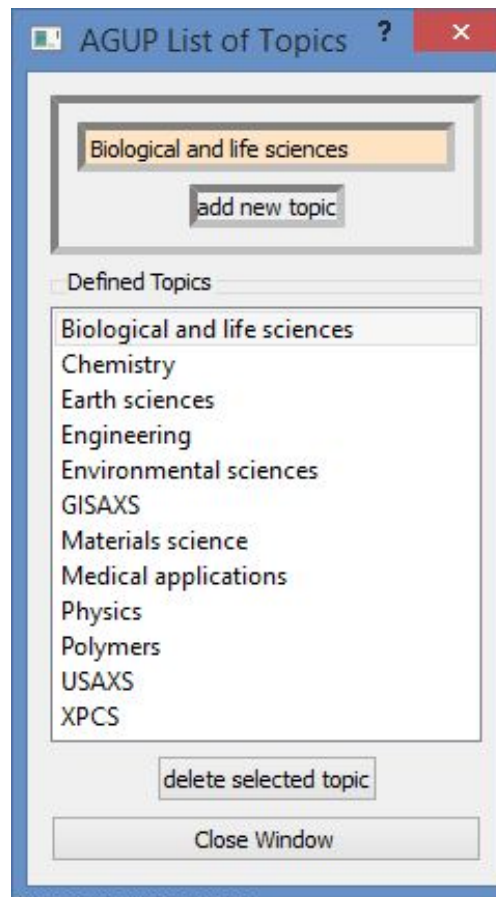 AGUP List of Topics ?
Biological and life sciences
add new topic
Defined Topics
Biological and life sciences
Chemistry
Earth sciences
Engineering
Environmental sciences
GISAXS
Materials science
Medical applications
Physics
Polymers
USAXS
XPCS
delete selected topic
Close Window